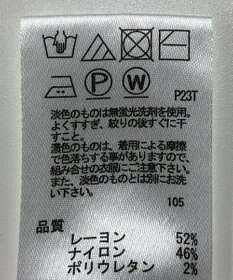 P23T
P
W
淡色のものは無蛍光洗剤を使用。
よくすすぎ、絞りの後すぐに干
すこと。
濃色のものは、着用による摩擦
で色落ちする事がありますので、
組み合せの衣服にご注意下さい。
また、淡色のものとは別にお洗
い下さい。
105
品質
レーヨン 52%
ナイロン 46%
ポリウレタン 2%